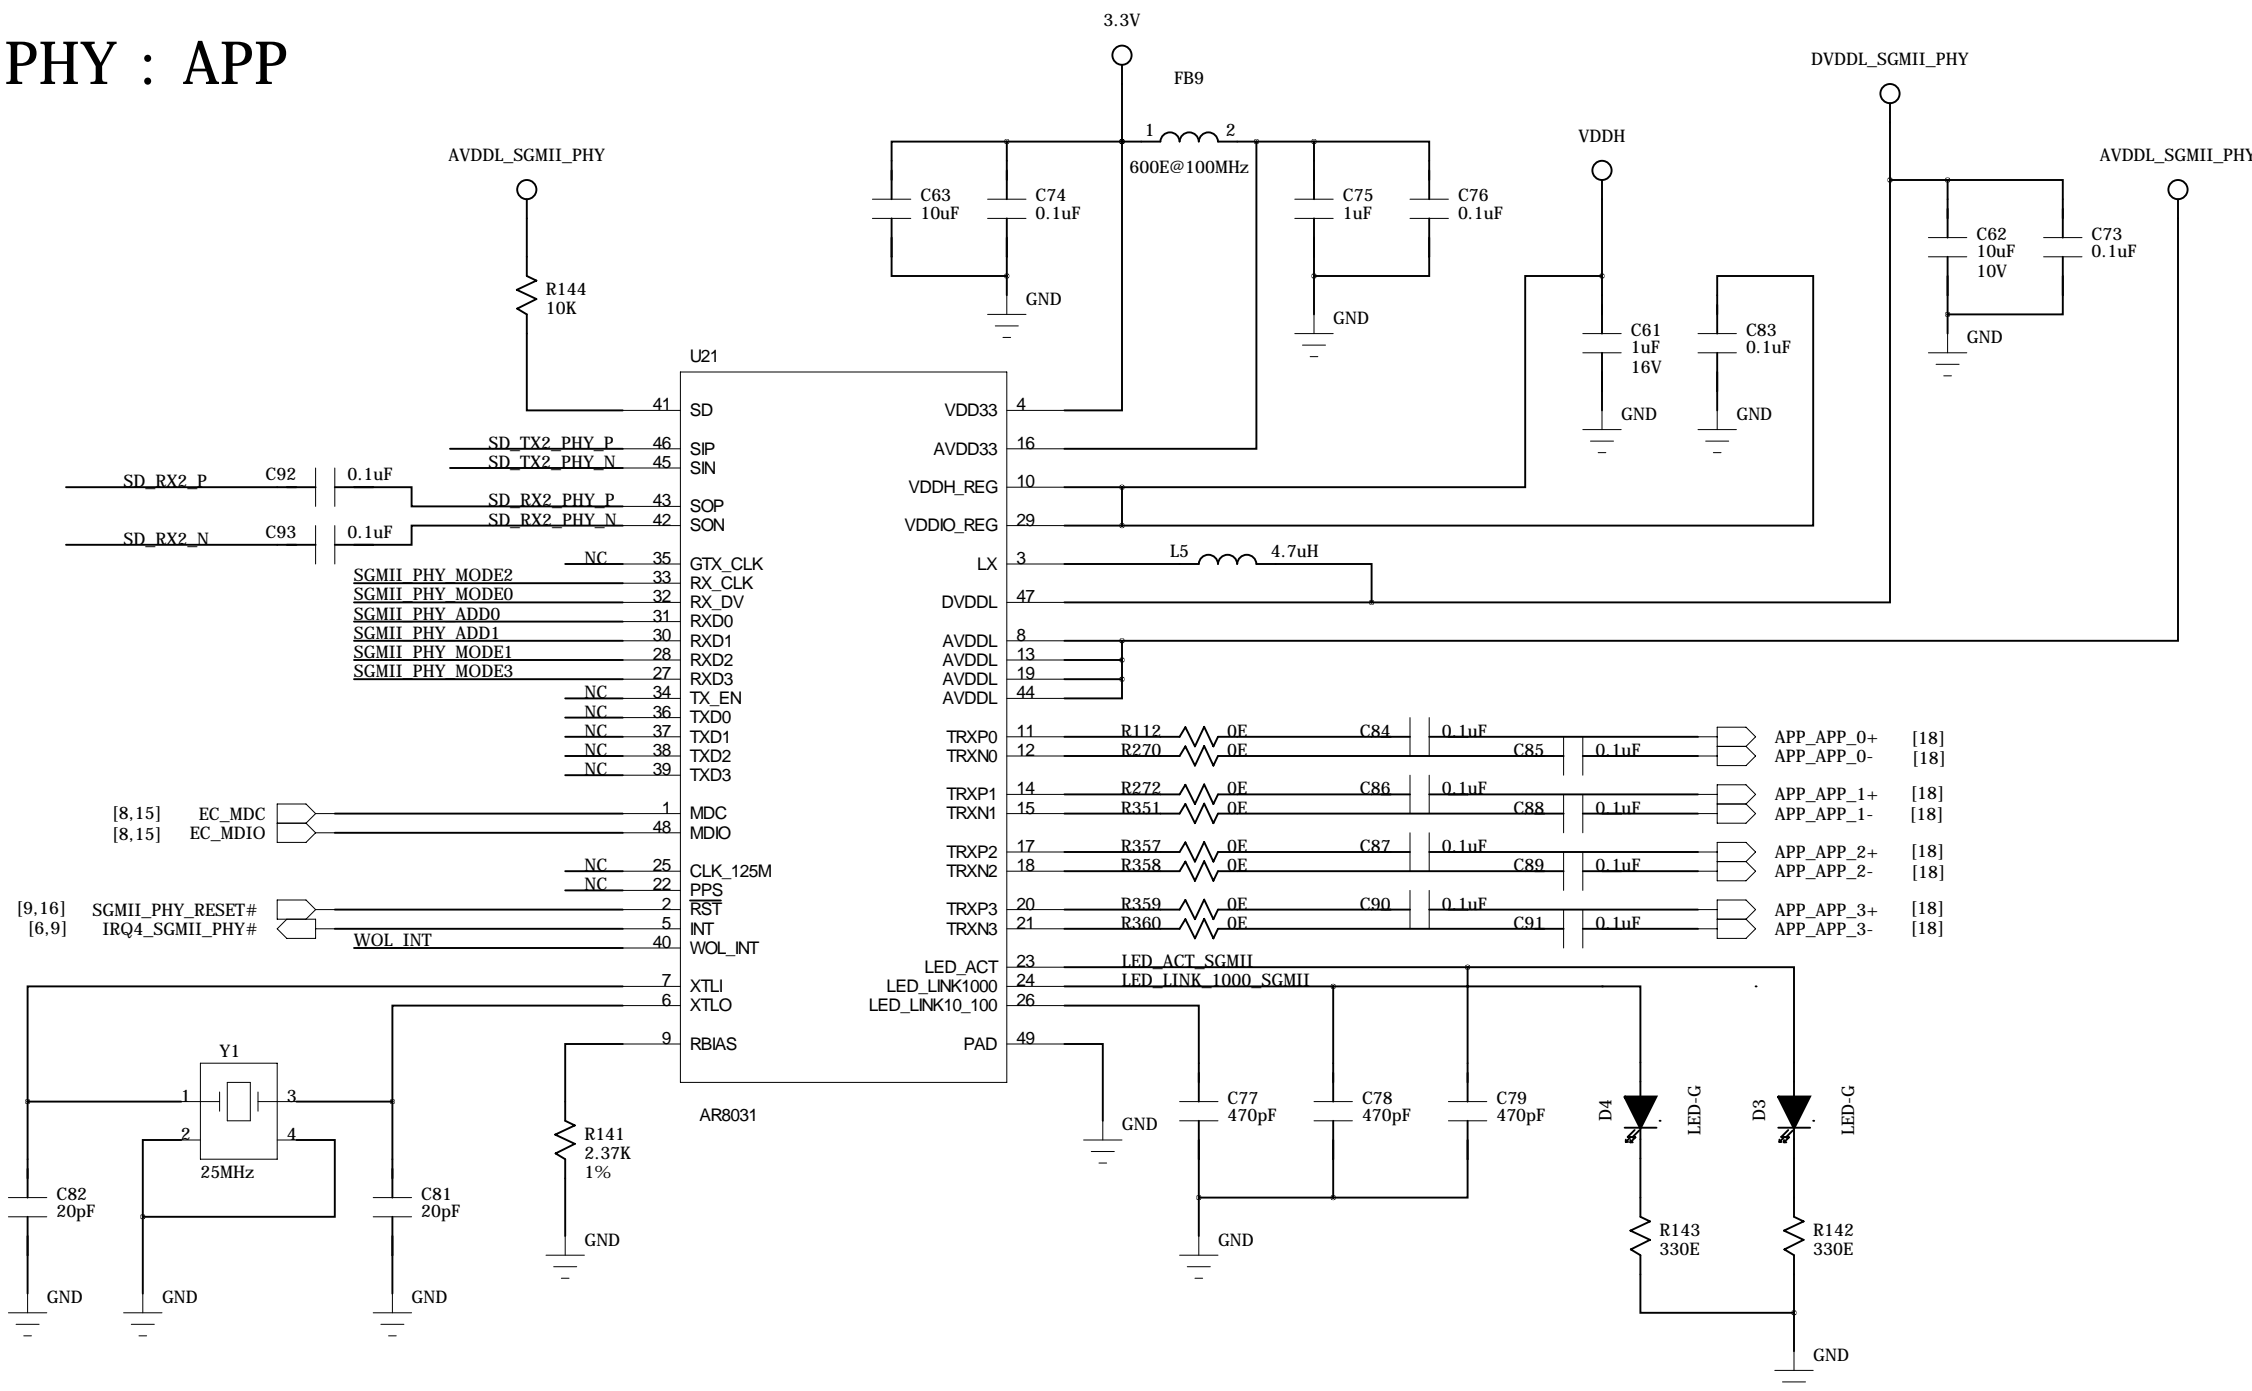 PHY : APP
3.3V
FB9
1 2
600E@100MHz
DVDDL_SGMII_PHY
VDDH
AVDDL_SGMII_PHY
AVDDL_SGMII_PHY
C63
10uF
C74
0.1uF
C75
1uF
C76
0.1uF
C62
10uF
10V
C73
0.1uF
GND
GND
GND
R144
10K
C61
1uF
16V
C83
0.1uF
GND
GND
U21
41 SD
SD_TX2_PHY_P 46 SIP
SD_TX2_PHY_N 45 SIN
SD_RX2_P C92 0.1uF SD_RX2_PHY_P 43 SOP
SD_RX2_N C93 0.1uF SD_RX2_PHY_N 42 SON
NC 35 GTX_CLK
SGMII_PHY_MODE2 33 RX_CLK
SGMII_PHY_MODE0 32 RX_DV
SGMII_PHY_ADD0 31 RXD0
SGMII_PHY_ADD1 30 RXD1
SGMII_PHY_MODE1 28 RXD2
SGMII_PHY_MODE3 27 RXD3
NC 34 TX_EN
NC 36 TXD0
NC 37 TXD1
NC 38 TXD2
NC 39 TXD3
[8,15] EC_MDC 1 MDC
[8,15] EC_MDIO 48 MDIO
NC 25 CLK_125M
NC 22 PPS
[9,16] SGMII_PHY_RESET# 2 RST
[6,9] IRQ4_SGMII_PHY# 5 INT
WOL_INT 40 WOL_INT
7 XTLI
6 XTLO
9 RBIAS
VDD33 4
AVDD33 16
VDDH_REG 10
VDDIO_REG 29
LX 3 L5 4.7uH
DVDDL 47
AVDDL 8
AVDDL 13
AVDDL 19
AVDDL 44
TRXP0 11 R112 0E C84 0.1uF APP_APP_0+ [18]
TRXN0 12 R270 0E C85 0.1uF APP_APP_0- [18]
TRXP1 14 R272 0E C86 0.1uF APP_APP_1+ [18]
TRXN1 15 R351 0E C88 0.1uF APP_APP_1- [18]
TRXP2 17 R357 0E C87 0.1uF APP_APP_2+ [18]
TRXN2 18 R358 0E C89 0.1uF APP_APP_2- [18]
TRXP3 20 R359 0E C90 0.1uF APP_APP_3+ [18]
TRXN3 21 R360 0E C91 0.1uF APP_APP_3- [18]
LED_ACT 23 LED_ACT_SGMII
LED_LINK1000 24 LED_LINK_1000_SGMII
LED_LINK10_100 26
PAD 49
AR8031
GND
Y1
1 3
2 4
25MHz
C82
20pF
C81
20pF
GND
GND
GND
R141
2.37K
1%
GND
C77
470pF
C78
470pF
C79
470pF
GND
D4
LED-G
D3
LED-G
R143
330E
R142
330E
GND